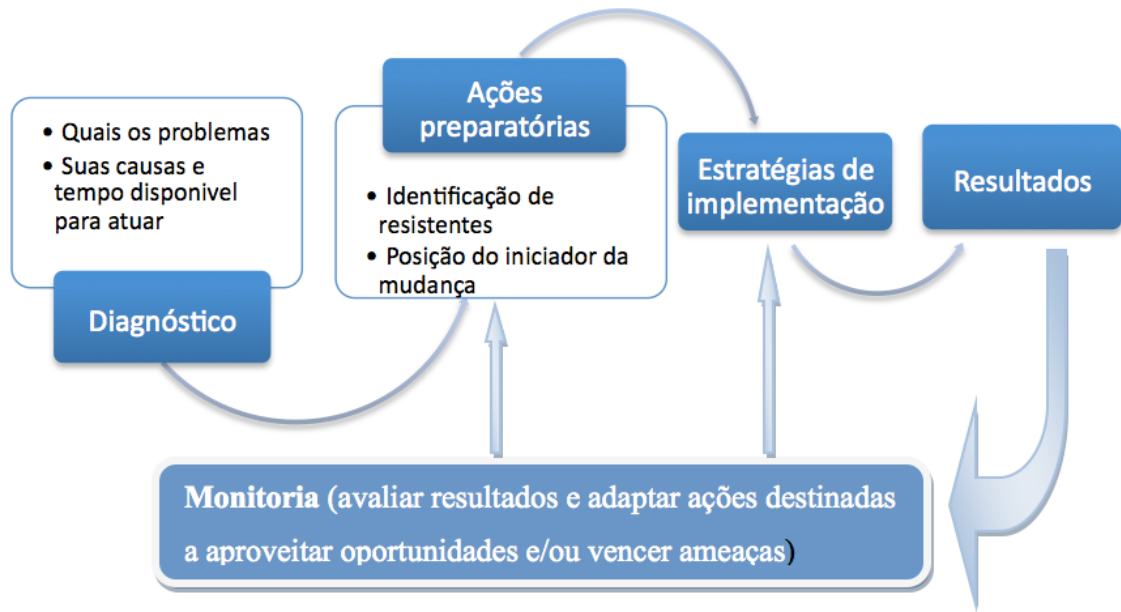 • Quais os problemas
• Suas causas e
tempo disponivel
para atuar
Diagnóstico
Ações
preparatórias
• Identificação de
resistentes
• Posição do iniciador da
mudança
Estratégias de
implementação
Resultados
Monitoria (avaliar resultados e adaptar ações destinadas
a aproveitar oportunidades e/ou vencer ameaças)